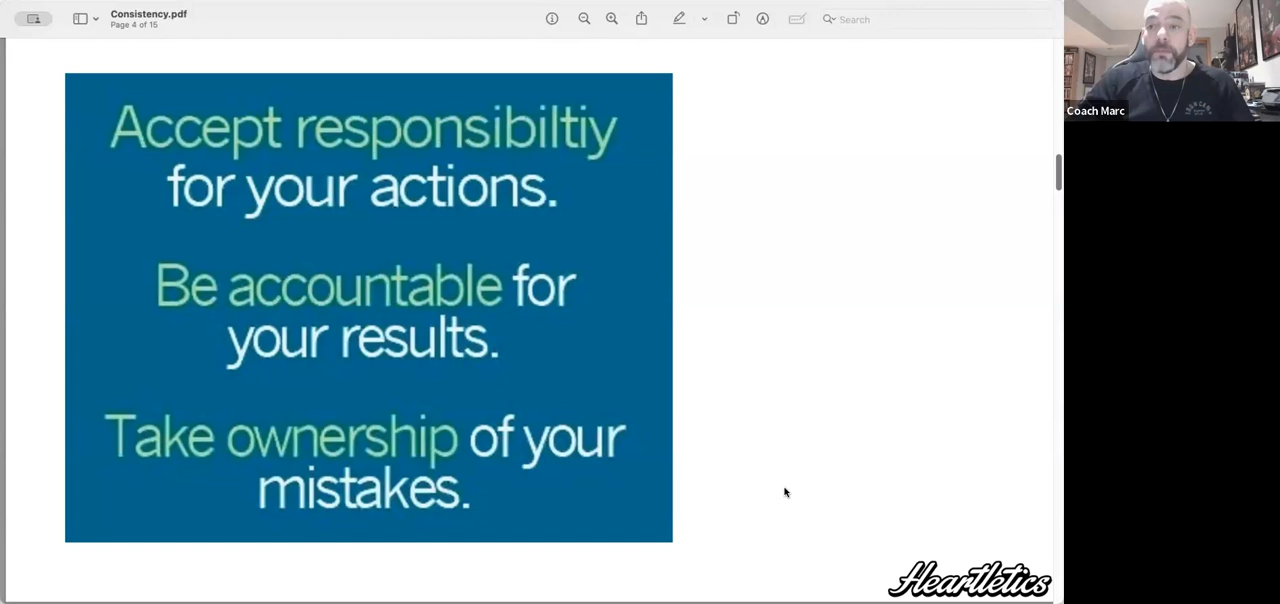 Consistency.pdf
Page 4 of 15
Search
Coach Marc
Accept responsibiltiy
for your actions.
Be accountable for
your results.
Take ownership of your
mistakes.
Heartletics